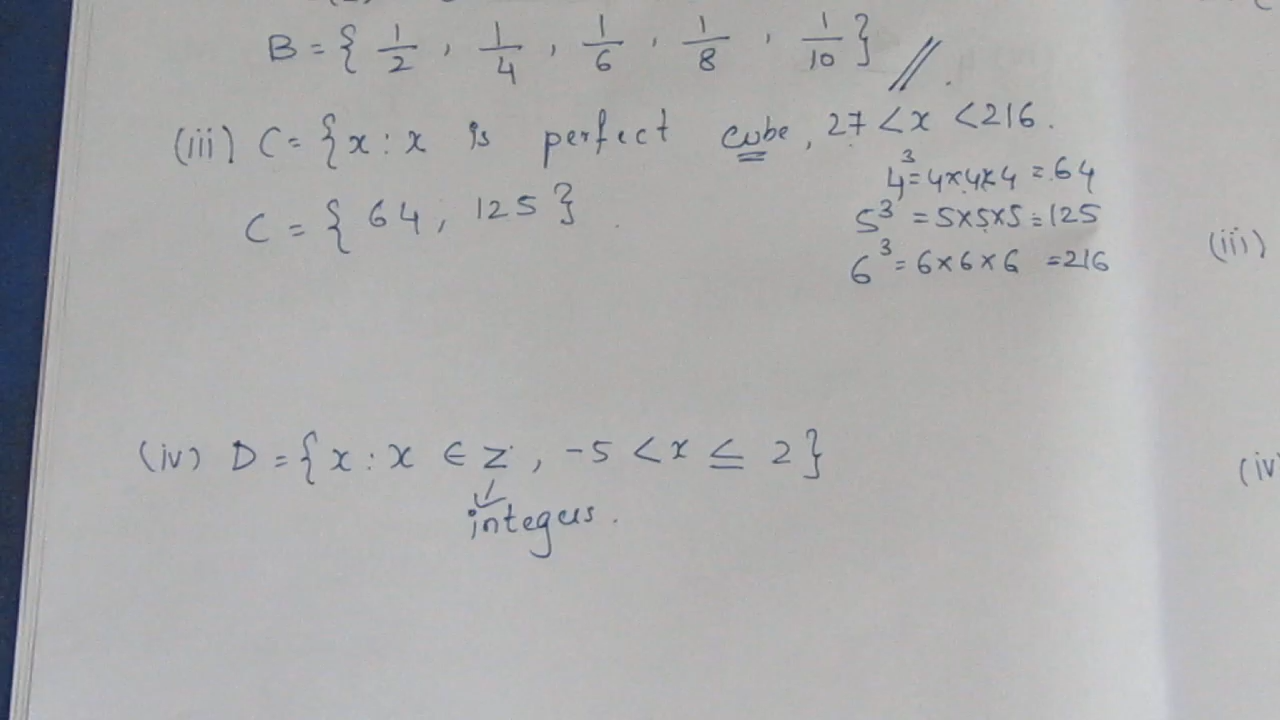 B = { 1/2 , 1/4 , 1/6 , 1/8 , 1/10 } //.
(iii) C = { x : x is perfect cube, 27 < x < 216.
4³ = 4×4×4 = 64
C = { 64, 125 }.
5³ = 5×5×5 = 125
6³ = 6×6×6 = 216
(iii)
(iv) D = { x : x ∈ Z, -5 < x ≤ 2 }
(iv
integers.